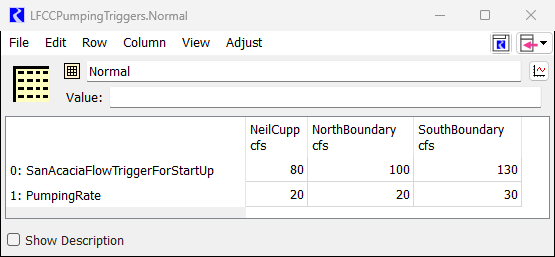 LFCCPumpingTriggers.Normal
File Edit Row Column View Adjust
Normal
Value:
NeilCupp NorthBoundary SouthBoundary
cfs cfs cfs
0: SanAcaciaFlowTriggerForStartUp 80 100 130
1: PumpingRate 20 20 30
Show Description